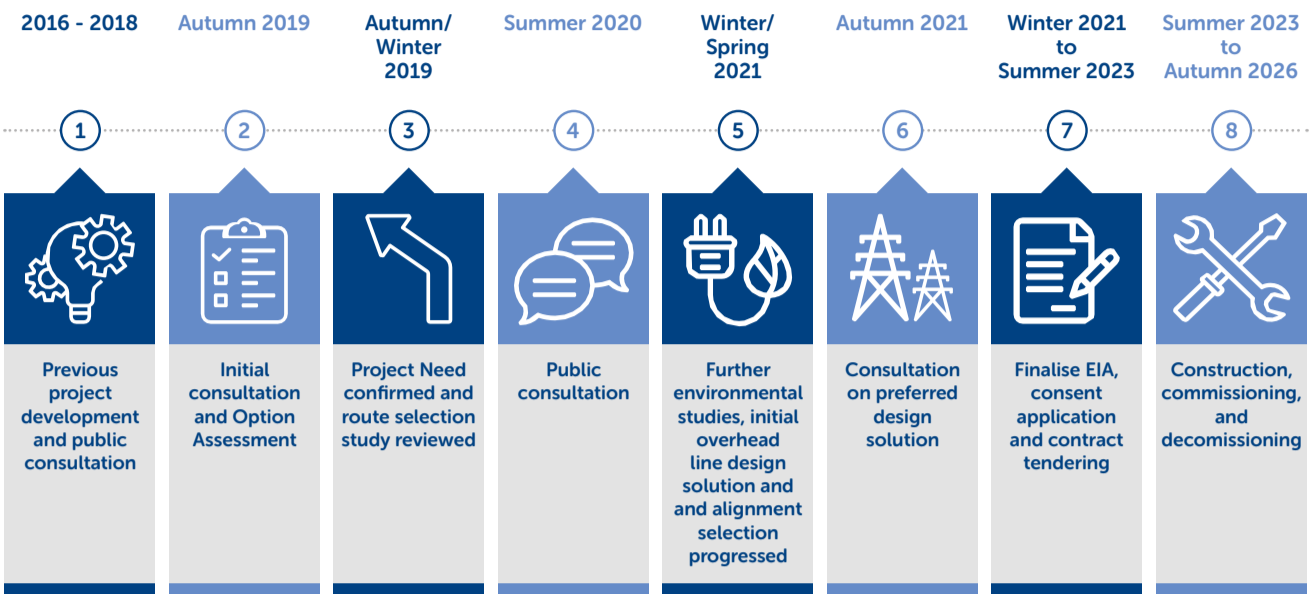 2016 - 2018
Autumn 2019
Autumn/
Winter
2019
Summer 2020
Winter/
Spring
2021
Autumn 2021
Winter 2021
to
Summer 2023
Summer 2023
to
Autumn 2026
1
2
3
4
5
6
7
8
Previous
project
development
and public
consultation
Initial
consultation
and Option
Assessment
Project Need
confirmed and
route selection
study reviewed
Public
consultation
Further
environmental
studies, initial
overhead
line design
solution and
and alignment
selection
progressed
Consultation
on preferred
design
solution
Finalise EIA,
consent
application
and contract
tendering
Construction,
commissioning,
and
decomissioning